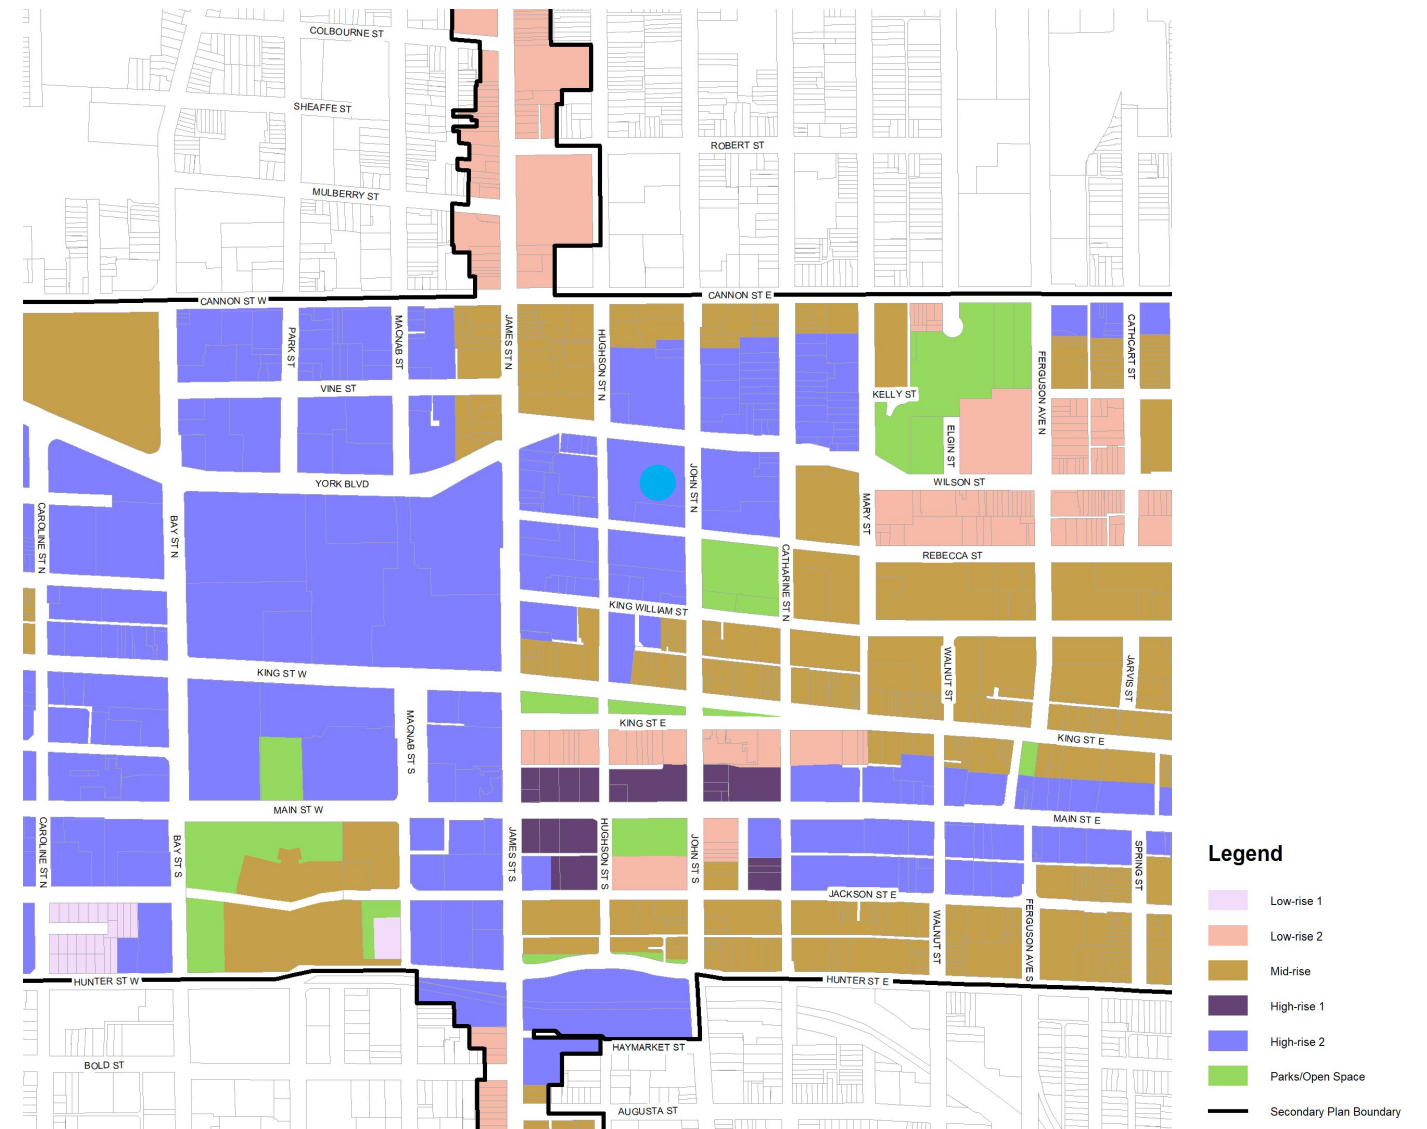 COLBOURNE ST
SHEAFFE ST
ROBERT ST
MULBERRY ST
CANNON ST W
CANNON ST E
PARK ST
MACNAB ST
JAMES ST N
HUGHSON ST N
CATHCART ST
FERGUSON AVE N
VINE ST
KELLY ST
ELGIN ST
YORK BLVD
JOHN ST N
WILSON ST
MARY ST
CAROLINE ST N
BAY ST N
CATHARINE ST N
REBECCA ST
KING WILLIAM ST
WALNUT ST
JARVIS ST
KING ST W
MACNAB ST S
KING ST E
KING ST E
MAIN ST W
MAIN ST E
CAROLINE ST N
BAY ST S
JAMES ST S
HUGHSON ST S
JOHN ST S
SPRING ST
JACKSON ST E
WALNUT ST
FERGUSON AVE S
HUNTER ST W
HUNTER ST E
HAYMARKET ST
BOLD ST
AUGUSTA ST
Legend
Low-rise 1
Low-rise 2
Mid-rise
High-rise 1
High-rise 2
Parks/Open Space
Secondary Plan Boundary